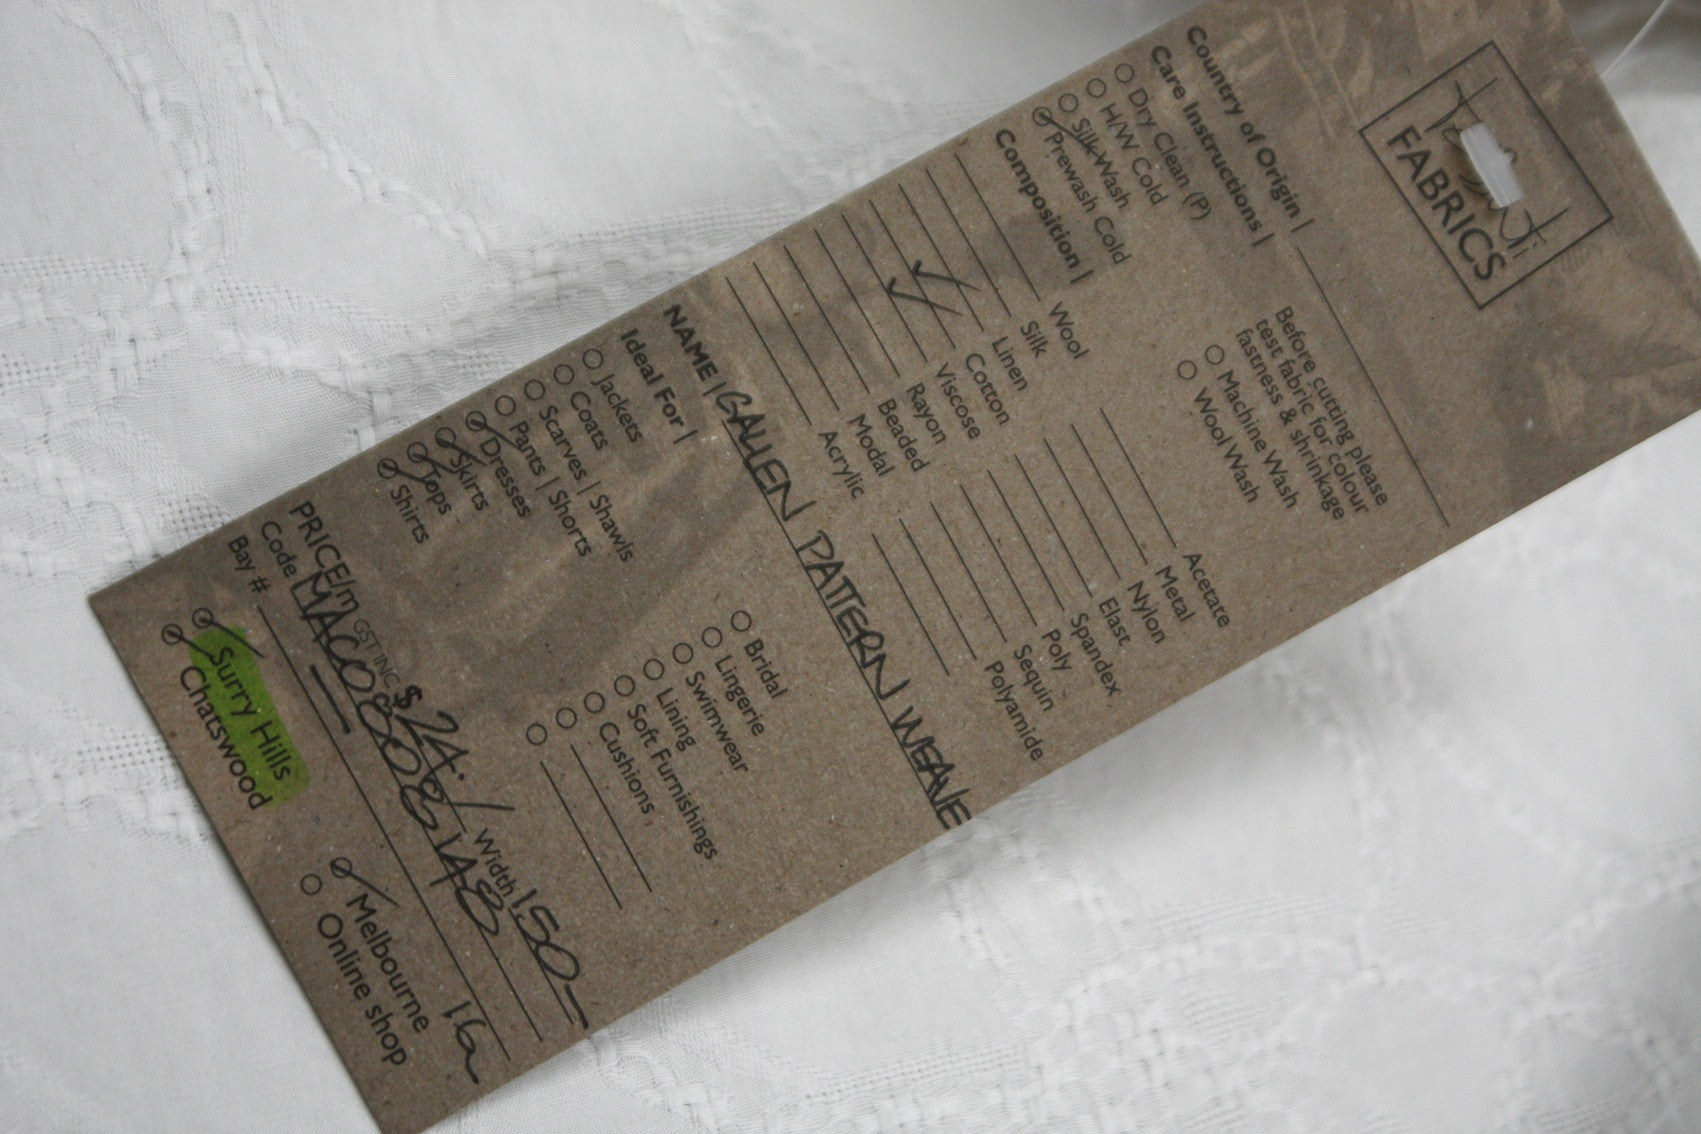 FABRICS
Country of Origin |
Care Instructions |
Dry Clean (P)
H/W Cold
Silk Wash
Prewash Cold
Before cutting please
test fabric for colour
fastness & shrinkage
Machine Wash
Wool Wash
Composition |
Wool
Silk
Linen
Cotton
Viscose
Rayon
Beaded
Modal
Acrylic
Acetate
Metal
Nylon
Elast
Spandex
Poly
Sequin
Polyamide
NAME | GALLEN PATTERN WEAVE
Ideal For |
Jackets
Coats
Scarves | Shawls
Pants | Shorts
Dresses
Skirts
Tops
Shirts
Bridal
Lingerie
Swimwear
Lining
Soft Furnishings
Cushions
PRICE/m GST INC $24. Width 150
Code MAC08086148
Bay #
Surry Hills
Chatswood
Melbourne
Online shop